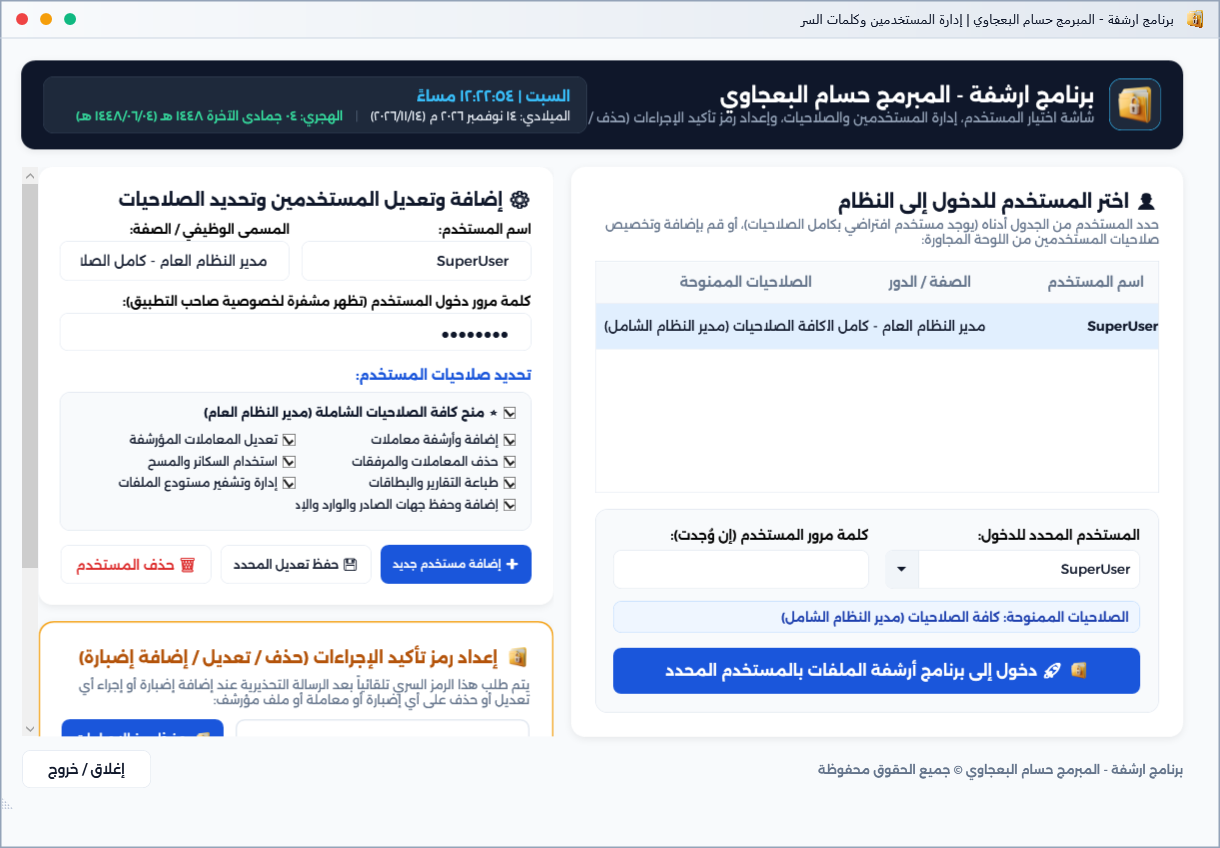 برنامج ارشفة - المبرمج حسام البعجاوي | إدارة المستخدمين وكلمات السر
برنامج ارشفة - المبرمج حسام البعجاوي
شاشة اختيار المستخدم، إدارة المستخدمين والصلاحيات، وإعداد رمز تأكيد الإجراءات (حذف /
السبت | ١٢:٢٢:٥٤ مساءً
الميلادي: ١٤ نوفمبر ٢٠٢٦ م (٢٠٢٦/١١/١٤) | الهجري: ٠٤ جمادى الآخرة ١٤٤٨ هـ (١٤٤٨/٠٦/٠٤ هـ)
اختر المستخدم للدخول إلى النظام
حدد المستخدم من الجدول أدناه (يوجد مستخدم افتراضي بكامل الصلاحيات)، أو قم بإضافة وتخصيص
صلاحيات المستخدمين من اللوحة المجاورة:
اسم المستخدم الصفة / الدور الصلاحيات الممنوحة
SuperUser مدير النظام العام - كامل ال كافة الصلاحيات (مدير النظام الشامل)
المستخدم المحدد للدخول: كلمة مرور المستخدم (إن وُجدت):
SuperUser
الصلاحيات الممنوحة: كافة الصلاحيات (مدير النظام الشامل)
دخول إلى برنامج أرشفة الملفات بالمستخدم المحدد
إضافة وتعديل المستخدمين وتحديد الصلاحيات
اسم المستخدم: المسمى الوظيفي / الصفة:
SuperUser مدير النظام العام - كامل الصلا
كلمة مرور دخول المستخدم (تظهر مشفرة لخصوصية صاحب التطبيق):
●●●●●●●●
تحديد صلاحيات المستخدم:
★ منح كافة الصلاحيات الشاملة (مدير النظام العام)
إضافة وأرشفة معاملات تعديل المعاملات المؤرشفة
حذف المعاملات والمرفقات استخدام السكانر والمسح
طباعة التقارير والبطاقات إدارة وتشفير مستودع الملفات
إضافة وحفظ جهات الصادر والوارد والإد
إضافة مستخدم جديد حفظ تعديل المحدد حذف المستخدم
إعداد رمز تأكيد الإجراءات (حذف / تعديل / إضافة إضبارة)
يتم طلب هذا الرمز السري تلقائياً بعد الرسالة التحذيرية عند إضافة إضبارة أو إجراء أي
تعديل أو حذف على أي إضبارة أو معاملة أو ملف مؤرشف:
برنامج ارشفة - المبرمج حسام البعجاوي © جميع الحقوق محفوظة
إغلاق / خروج